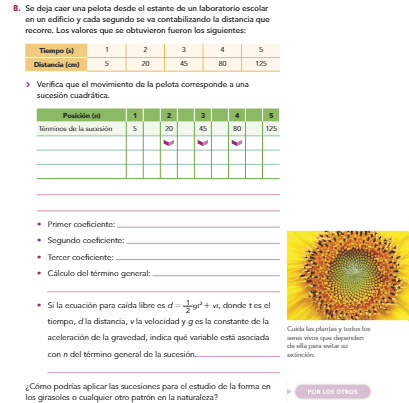 8. Se deja caer una pelota desde el estante de un laboratorio escolar
en un edificio y cada segundo se va contabilizando la distancia que
recorre. Los valores que se obtuvieron fueron los siguientes:
Tiempo (s) 1 2 3 4 5
Distancia (cm) 5 20 45 80 125
› Verifica que el movimiento de la pelota corresponde a una
sucesión cuadrática.
Posición (n) 1 2 3 4 5
Términos de la sucesión 5 20 45 80 125
• Primer coeficiente:
• Segundo coeficiente:
• Tercer coeficiente:
• Cálculo del término general:
• Si la ecuación para caída libre es d = 1/2 gt² + vt, donde t es el
tiempo, d la distancia, v la velocidad y g es la constante de la
aceleración de la gravedad, indica qué variable está asociada
con n del término general de la sucesión.
Cuida las plantas y todos los
seres vivos que dependen
de ella para evitar su
extinción.
POR LOS OTROS
¿Cómo podrías aplicar las sucesiones para el estudio de la forma en
los girasoles o cualquier otro patrón en la naturaleza?